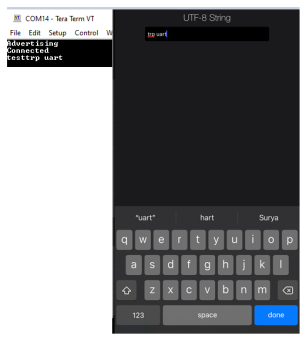 COM14 - Tera Term VT
File Edit Setup Control W
Advertising
Connected
testtrp uart
UTF-8 String
trp uart
"uart" hart Surya
q w e r t y u i o p
a s d f g h j k l
z x c v b n m
123 space done